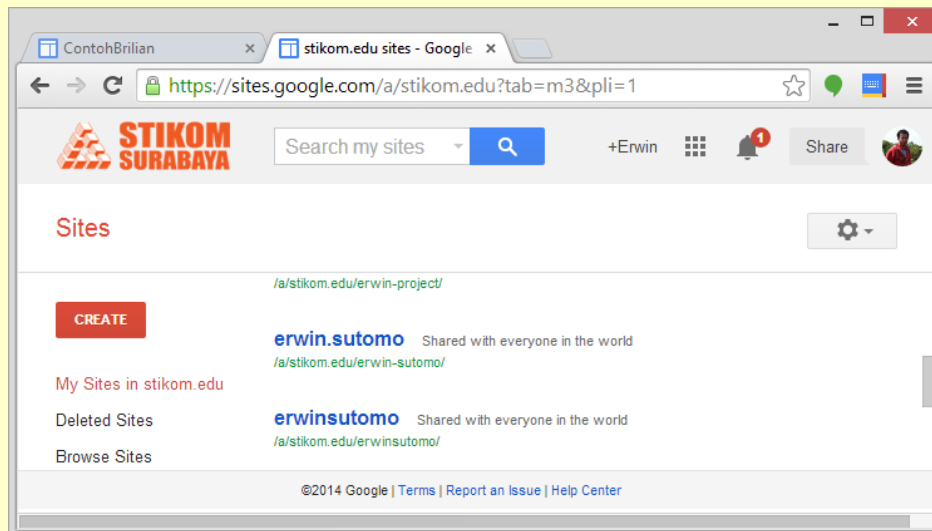 ContohBrilian
stikom.edu sites - Google
https://sites.google.com/a/stikom.edu?tab=m3&pli=1
STIKOM
SURABAYA
Search my sites
+Erwin
1
Share
Sites
/a/stikom.edu/erwin-project/
CREATE
erwin.sutomo Shared with everyone in the world
/a/stikom.edu/erwin-sutomo/
My Sites in stikom.edu
Deleted Sites
erwinsutomo Shared with everyone in the world
/a/stikom.edu/erwinsutomo/
Browse Sites
©2014 Google | Terms | Report an Issue | Help Center